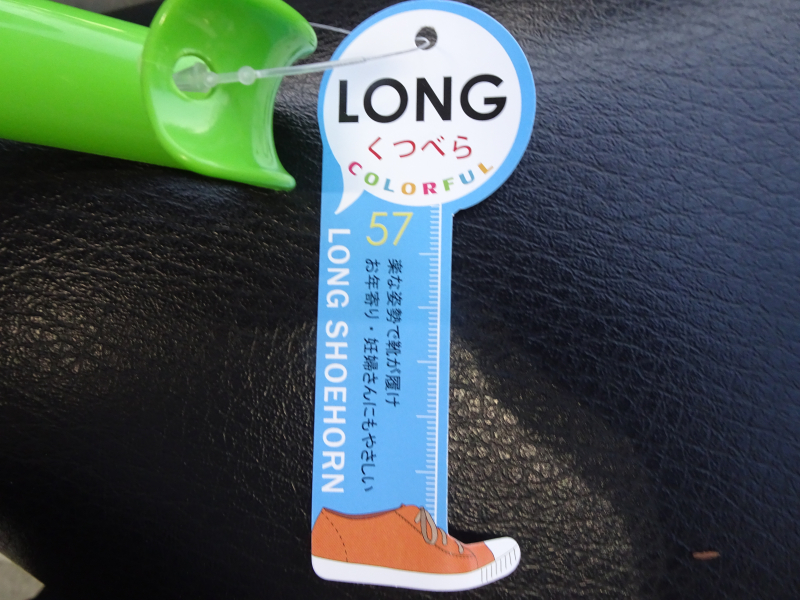 LONG
くつべら
COLORFUL
57
LONG SHOEHORN
楽な姿勢で靴が履け
お年寄り・妊婦さんにもやさしい